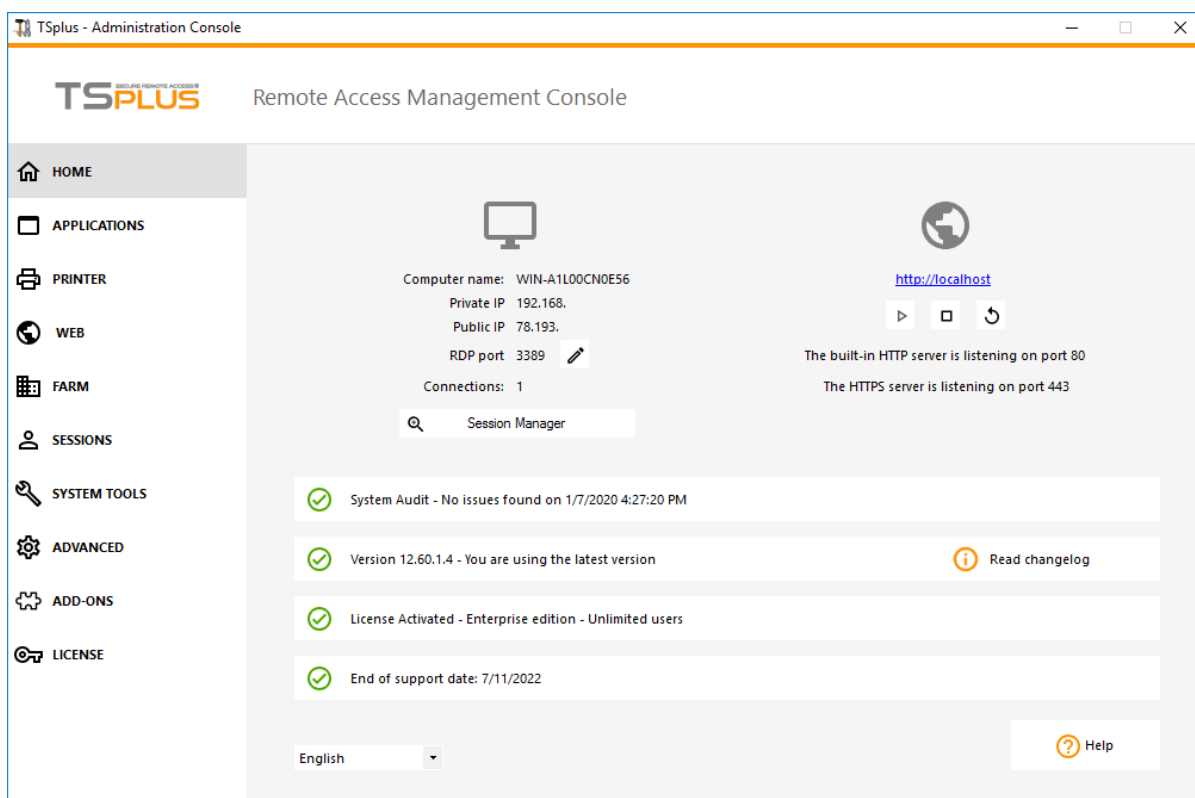 TSplus - Administration Console
TSPLUS SECURE REMOTE ACCESS®
Remote Access Management Console
HOME
APPLICATIONS
PRINTER
WEB
FARM
SESSIONS
SYSTEM TOOLS
ADVANCED
ADD-ONS
LICENSE
Computer name: WIN-A1L00CN0E56
Private IP 192.168.
Public IP 78.193.
RDP port 3389
Connections: 1
Session Manager
http://localhost
The built-in HTTP server is listening on port 80
The HTTPS server is listening on port 443
System Audit - No issues found on 1/7/2020 4:27:20 PM
Version 12.60.1.4 - You are using the latest version
Read changelog
License Activated - Enterprise edition - Unlimited users
End of support date: 7/11/2022
English
Help